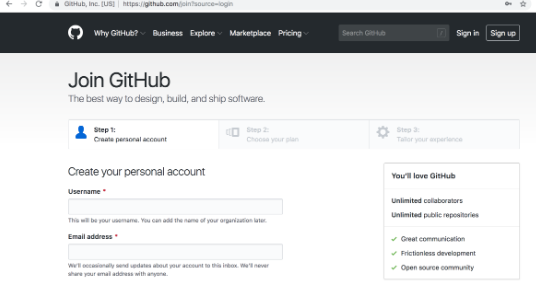 GitHub, Inc. [US] | https://github.com/join?source=login
Why GitHub? Business Explore Marketplace Pricing Search GitHub / Sign in Sign up
Join GitHub
The best way to design, build, and ship software.
Step 1:
Create personal account
Step 2:
Choose your plan
Step 3:
Tailor your experience
Create your personal account
Username *
This will be your username. You can add the name of your organization later.
Email address *
We'll occasionally send updates about your account to this inbox. We'll never
share your email address with anyone.
You'll love GitHub
Unlimited collaborators
Unlimited public repositories
✓ Great communication
✓ Frictionless development
✓ Open source community